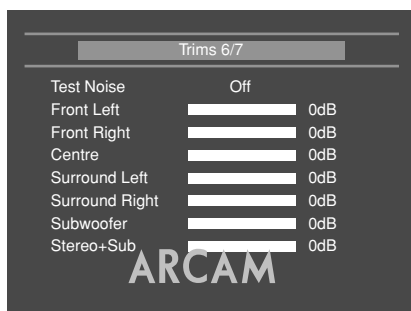 Trims 6/7
Test Noise Off
Front Left 0dB
Front Right 0dB
Centre 0dB
Surround Left 0dB
Surround Right 0dB
Subwoofer 0dB
Stereo+Sub 0dB
ARCAM